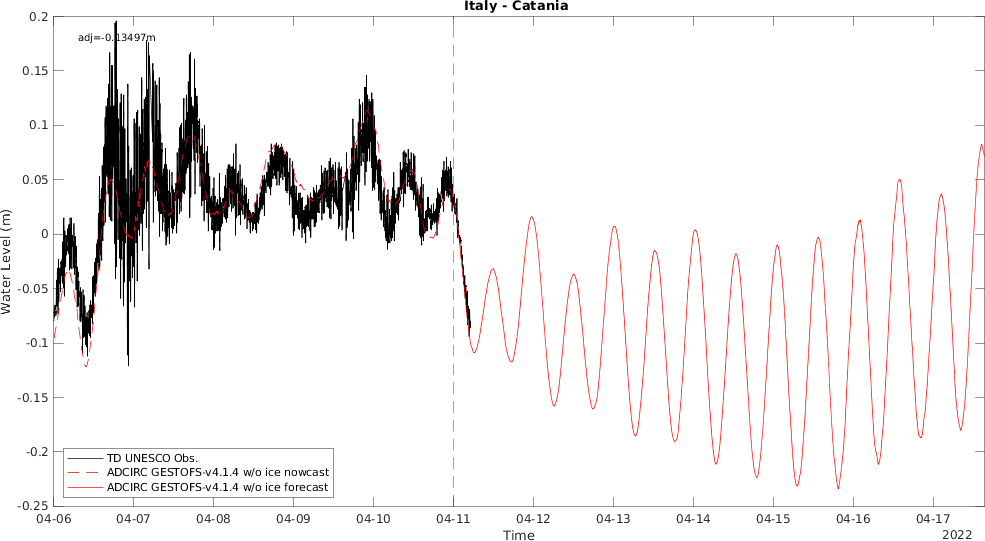 Italy - Catania
adj=-0.13497m
Water Level (m)
0.2
0.15
0.1
0.05
0
-0.05
-0.1
-0.15
-0.2
-0.25
TD UNESCO Obs.
ADCIRC GESTOFS-v4.1.4 w/o ice nowcast
ADCIRC GESTOFS-v4.1.4 w/o ice forecast
04-06 04-07 04-08 04-09 04-10 04-11 04-12 04-13 04-14 04-15 04-16 04-17
Time
2022